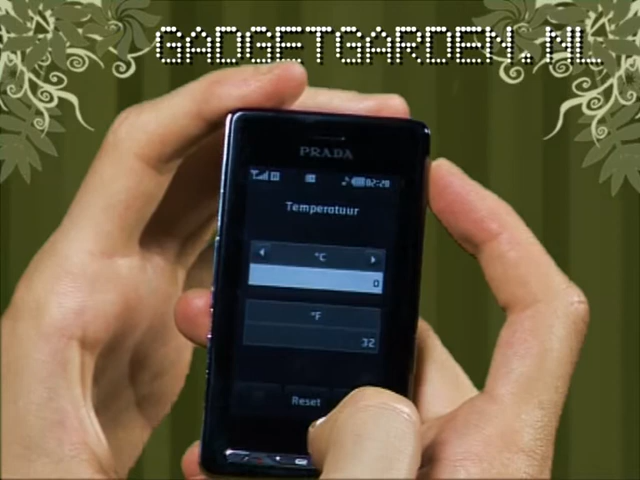 GADGETGARDEN.NL
PRADA
02:20
Temperatuur
°C
0
°F
32
Reset